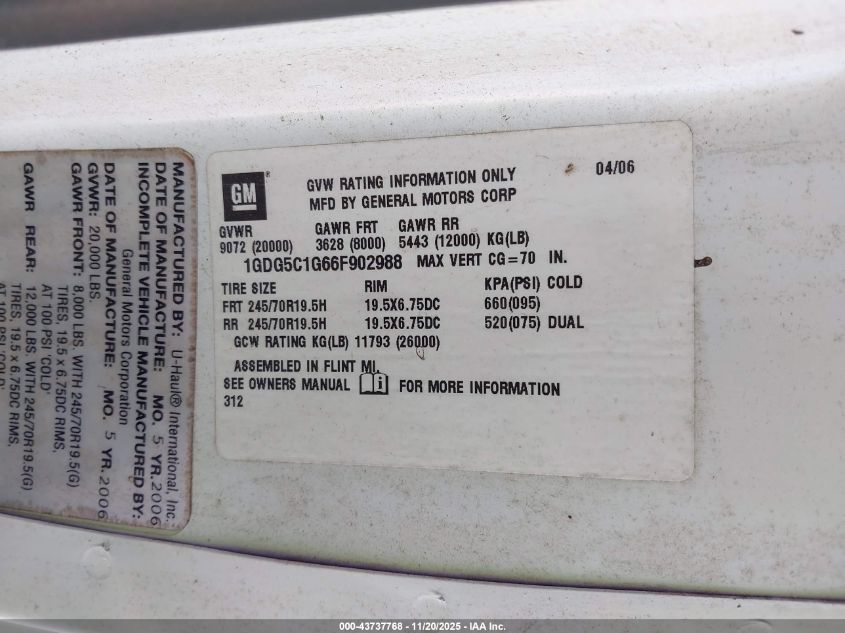 MANUFACTURED BY: U-Haul® International, Inc.
DATE OF MANUFACTURE: MO. 5 YR. 2006
INCOMPLETE VEHICLE MANUFACTURED BY:
General Motors Corporation
DATE OF MANUFACTURE: MO. 5 YR. 2006
GVWR: 20,000 LBS.
GAWR FRONT: 8,000 LBS. WITH 245/70R19.5(G)
TIRES, 19.5 x 6.75DC RIMS,
AT 100 PSI 'COLD'
GAWR REAR: 12,000 LBS. WITH 245/70R19.5(G)
TIRES, 19.5 x 6.75DC RIMS,
AT 100 PSI 'COLD'
GM®
GVW RATING INFORMATION ONLY 04/06
MFD BY GENERAL MOTORS CORP
GVWR GAWR FRT GAWR RR
9072 (20000) 3628 (8000) 5443 (12000) KG(LB)
1GDG5C1G66F902988 MAX VERT CG=70 IN.
TIRE SIZE RIM KPA(PSI) COLD
FRT 245/70R19.5H 19.5X6.75DC 660(095)
RR 245/70R19.5H 19.5X6.75DC 520(075) DUAL
GCW RATING KG(LB) 11793 (26000)
ASSEMBLED IN FLINT MI.
SEE OWNERS MANUAL FOR MORE INFORMATION
312
000-43737768 - 11/20/2025 - IAA Inc.